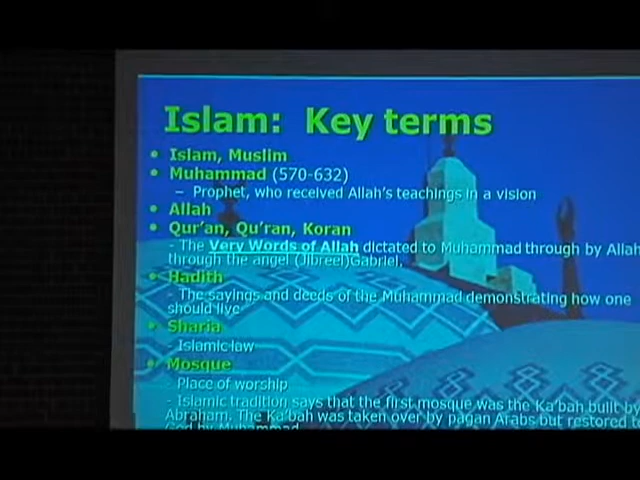 Islam: Key terms
• Islam, Muslim
• Muhammad (570-632)
– Prophet, who received Allah's teachings in a vision
• Allah
• Qur'an, Qu'ran, Koran
- The Very Words of Allah dictated to Muhammad through by Allah
through the angel (Jibreel)Gabriel.
• Hadith
- The sayings and deeds of the Muhammad demonstrating how one
should live
• Sharia
- Islamic law
• Mosque
- Place of worship
- Islamic tradition says that the first mosque was the Ka'bah built by
Abraham. The Ka'bah was taken over by pagan Arabs but restored to
God by Muhammad